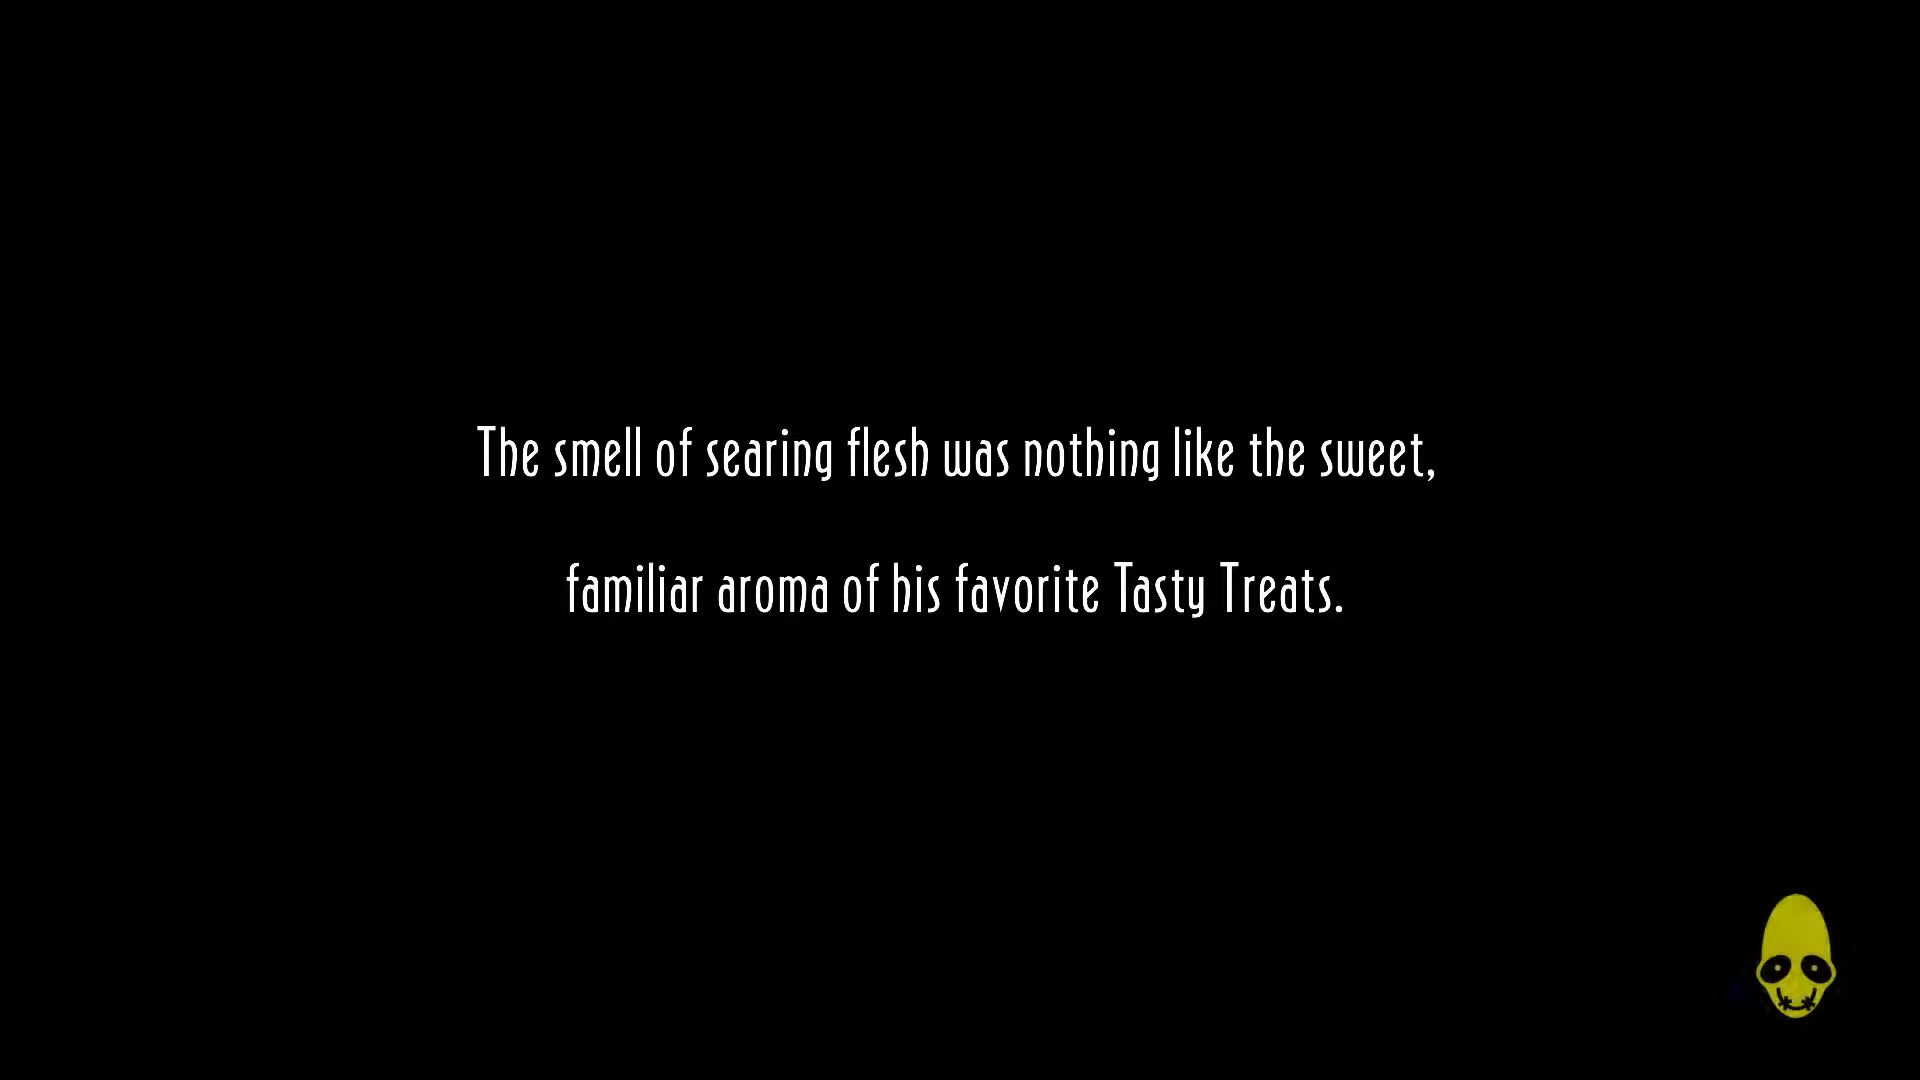 The smell of searing flesh was nothing like the sweet,
familiar aroma of his favorite Tasty Treats.